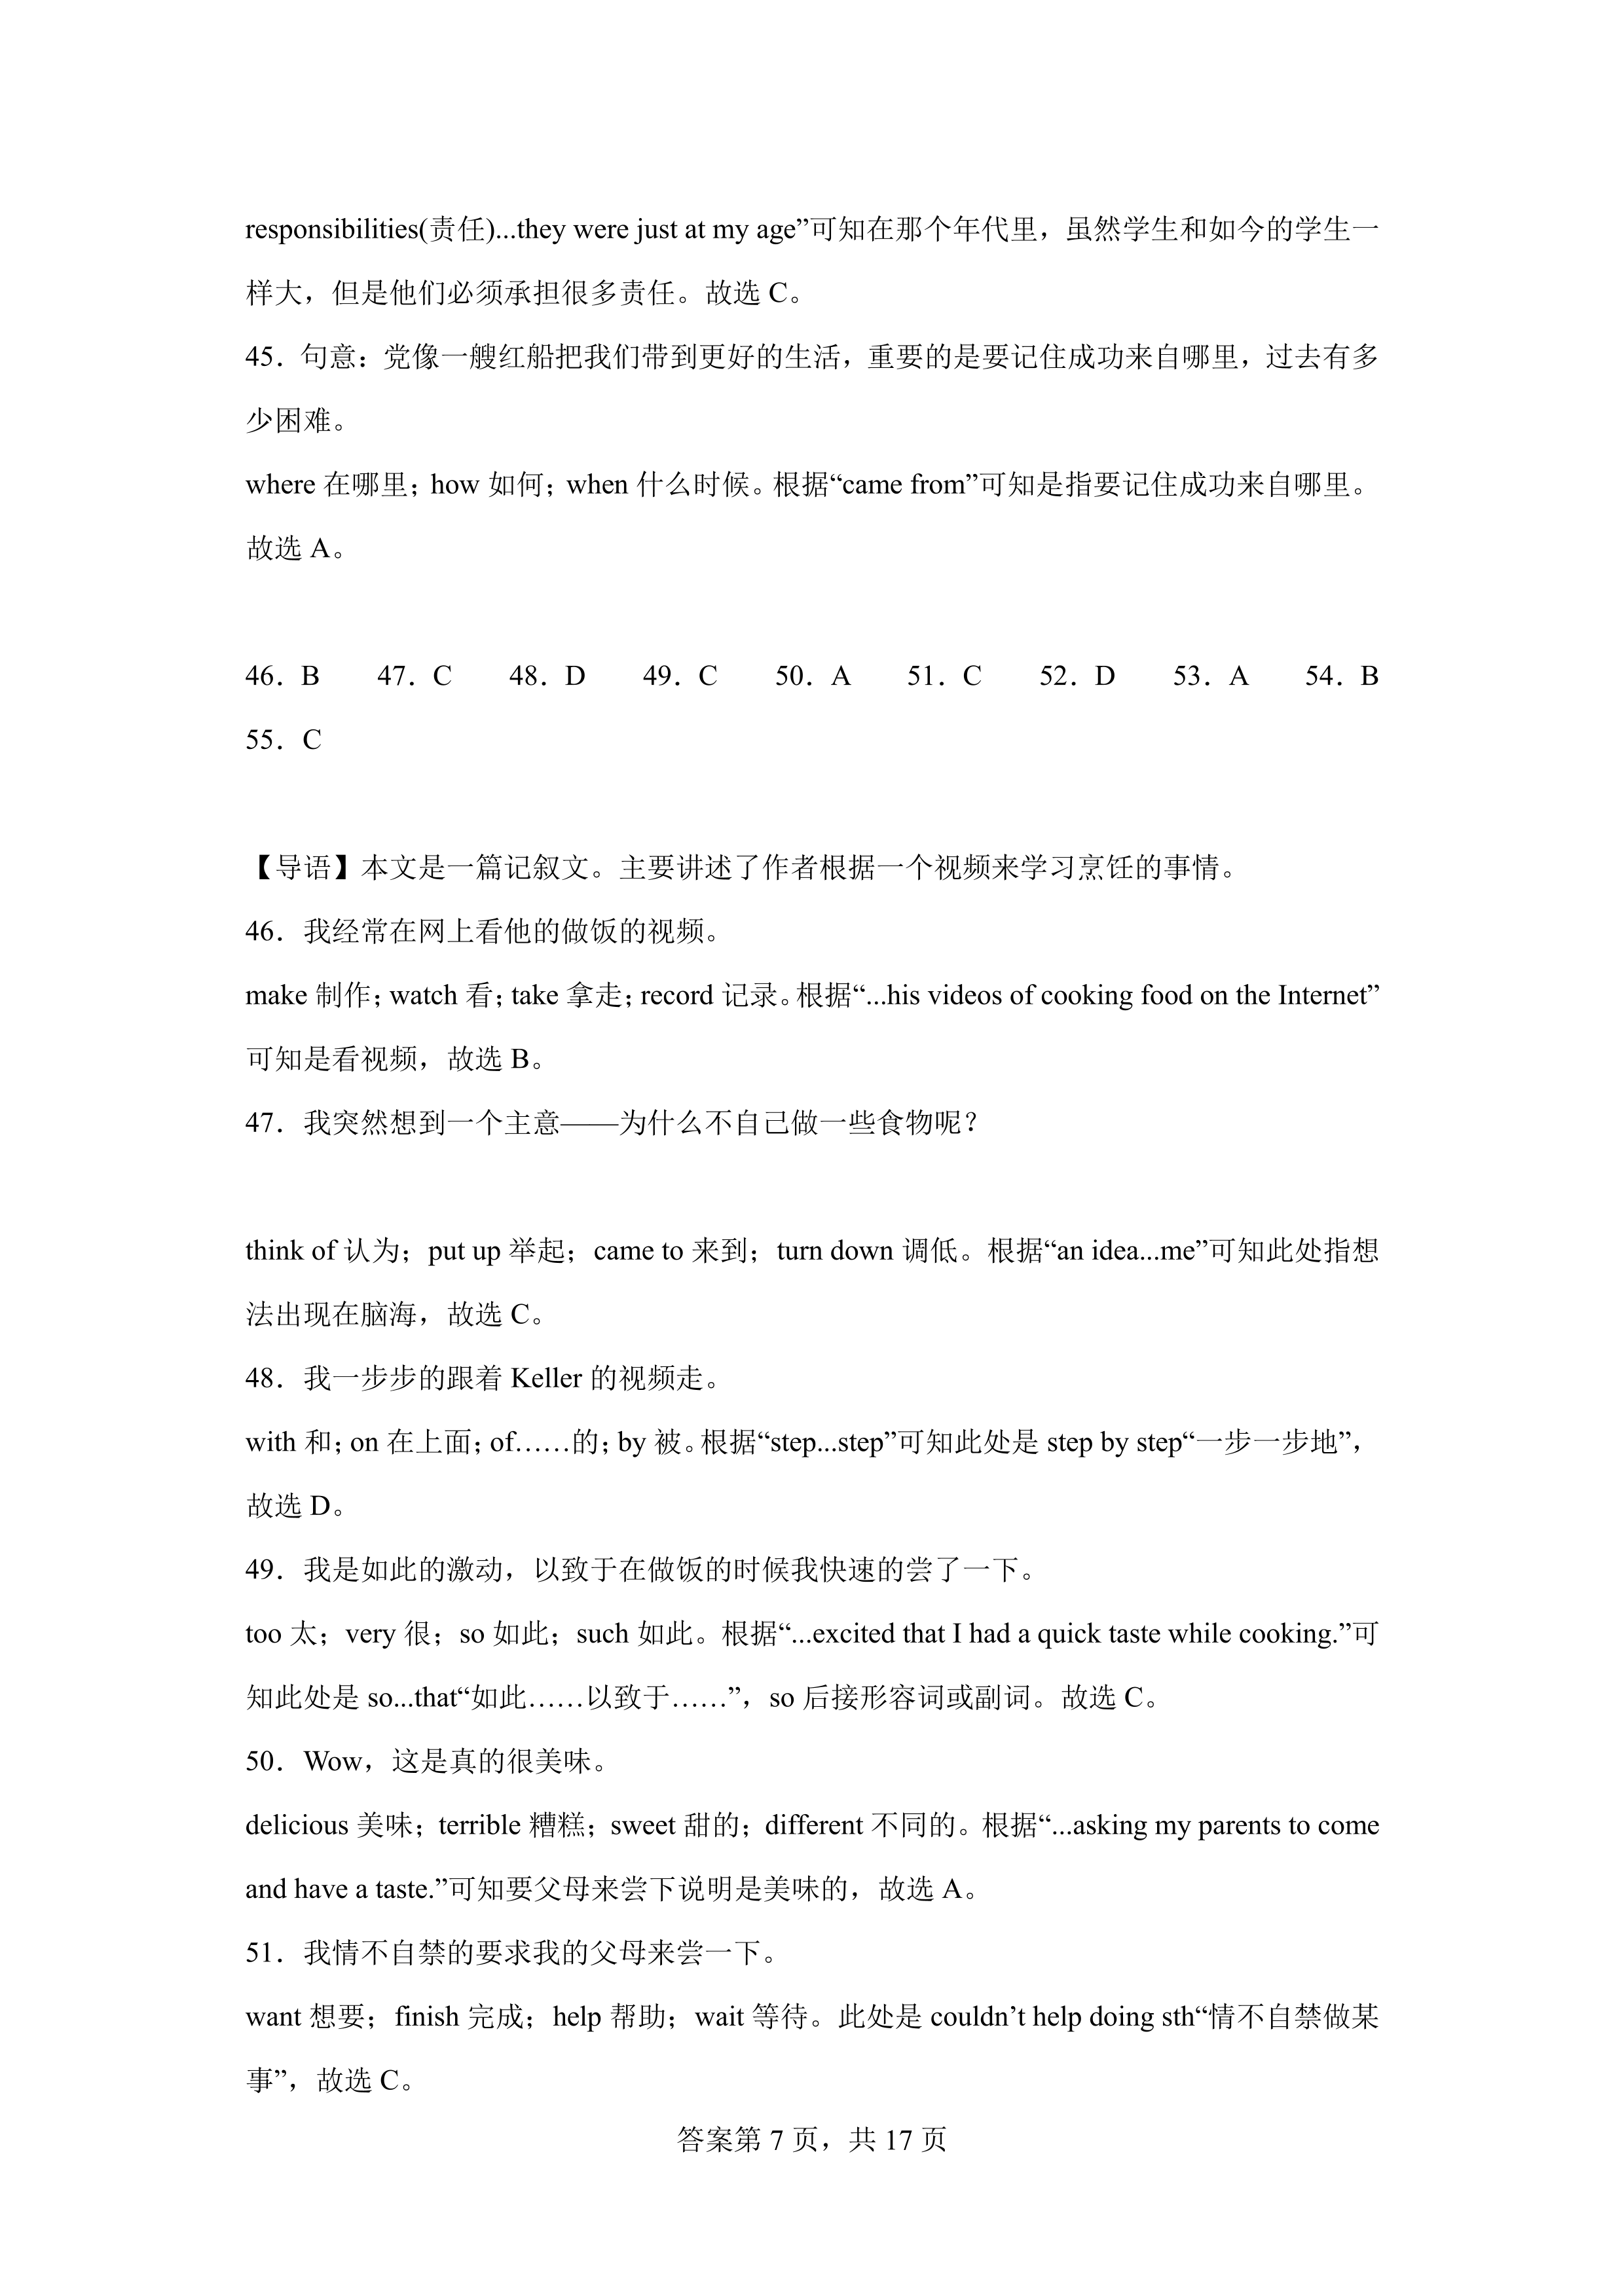 responsibilities(责任)...they were just at my age”可知在那个年代里，虽然学生和如今的学生一
样大，但是他们必须承担很多责任。故选 C。
45．句意：党像一艘红船把我们带到更好的生活，重要的是要记住成功来自哪里，过去有多
少困难。
where 在哪里；how 如何；when 什么时候。根据“came from”可知是指要记住成功来自哪里。
故选 A。
46．B 47．C 48．D 49．C 50．A 51．C 52．D 53．A 54．B
55．C
【导语】本文是一篇记叙文。主要讲述了作者根据一个视频来学习烹饪的事情。
46．我经常在网上看他的做饭的视频。
make 制作；watch 看；take 拿走；record 记录。根据“...his videos of cooking food on the Internet”
可知是看视频，故选 B。
47．我突然想到一个主意——为什么不自己做一些食物呢？
think of 认为；put up 举起；came to 来到；turn down 调低。根据“an idea...me”可知此处指想
法出现在脑海，故选 C。
48．我一步步的跟着 Keller 的视频走。
with 和；on 在上面；of……的；by 被。根据“step...step”可知此处是 step by step“一步一步地”，
故选 D。
49．我是如此的激动，以致于在做饭的时候我快速的尝了一下。
too 太；very 很；so 如此；such 如此。根据“...excited that I had a quick taste while cooking.”可
知此处是 so...that“如此……以致于……”，so 后接形容词或副词。故选 C。
50．Wow，这是真的很美味。
delicious 美味；terrible 糟糕；sweet 甜的；different 不同的。根据“...asking my parents to come
and have a taste.”可知要父母来尝下说明是美味的，故选 A。
51．我情不自禁的要求我的父母来尝一下。
want 想要；finish 完成；help 帮助；wait 等待。此处是 couldn’t help doing sth“情不自禁做某
事”，故选 C。
答案第 7 页，共 17 页